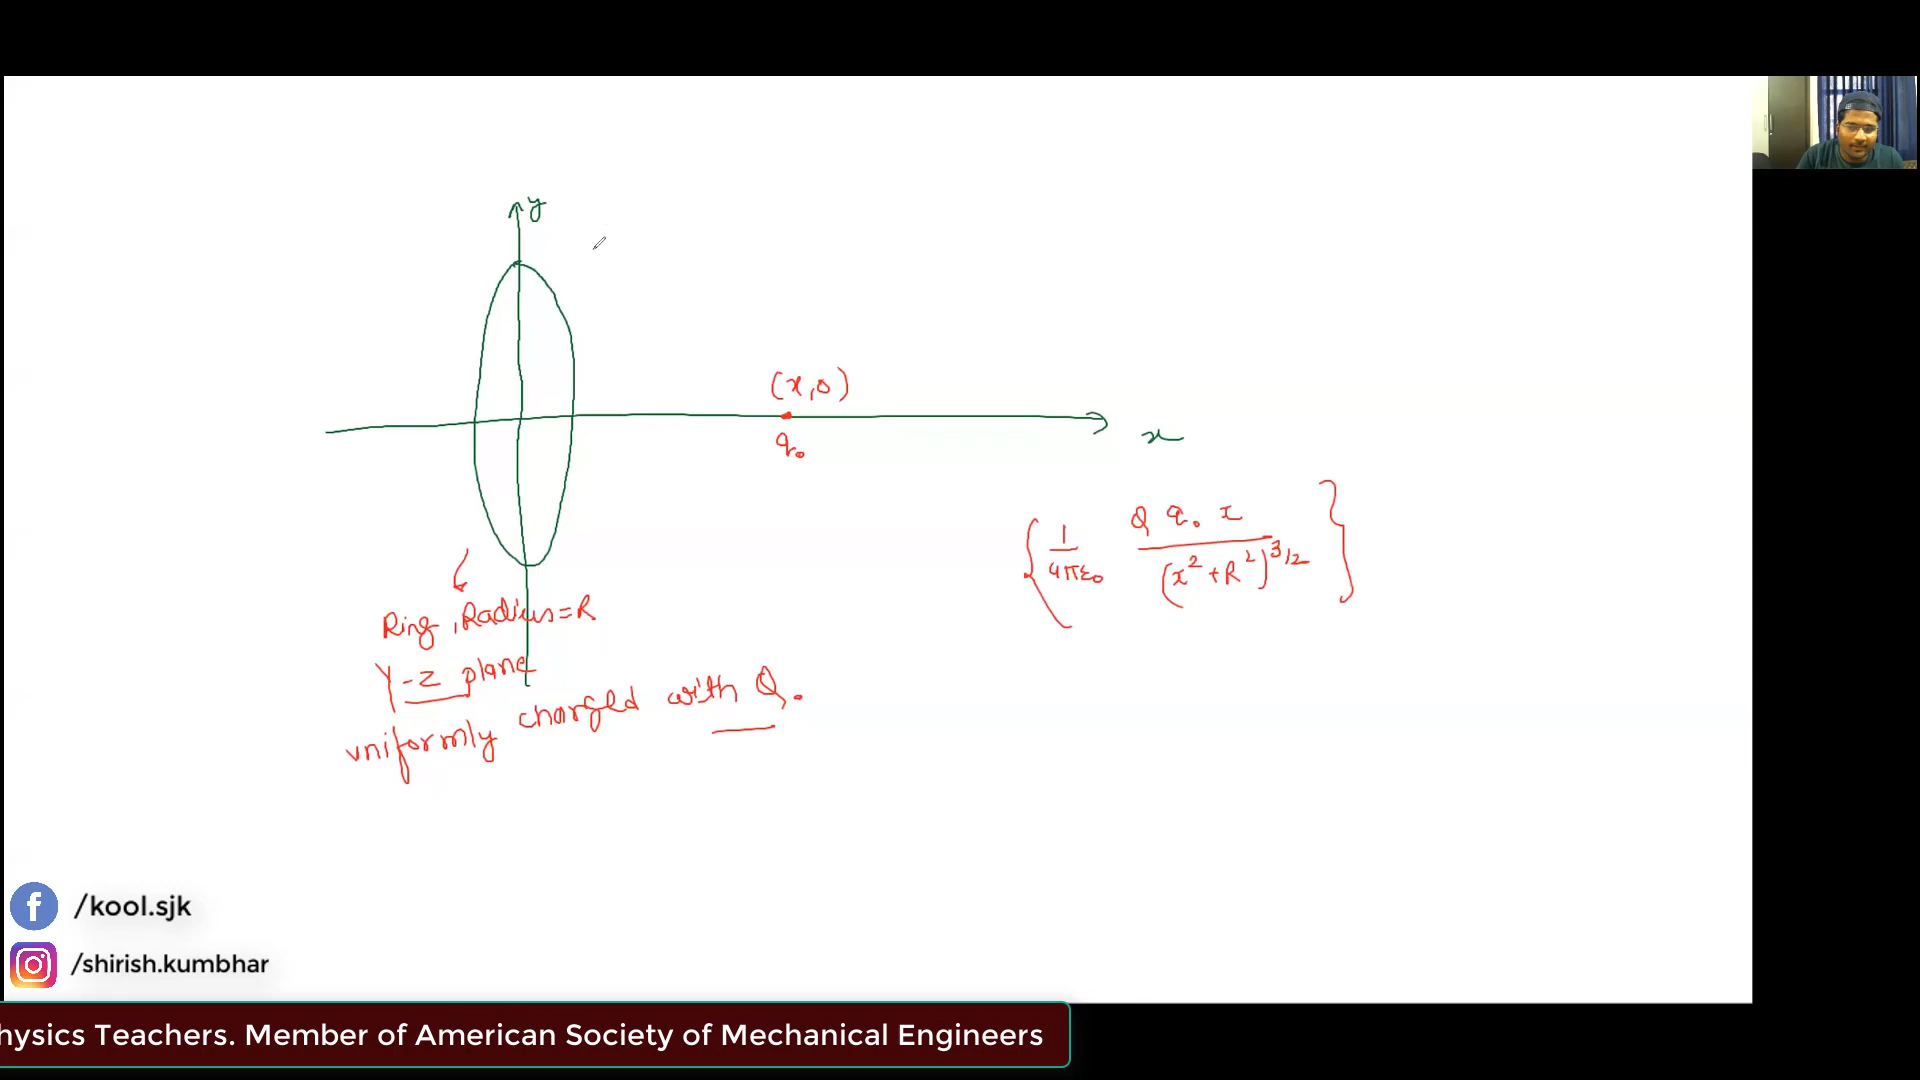 y
(x,0)
q₀
x
{ 1/4πε₀ Q q₀ x/(x² + R²)^3/2 }
Ring, Radius=R
Y-Z plane
uniformly charged with Q.
/kool.sjk
/shirish.kumbhar
hysics Teachers. Member of American Society of Mechanical Engineers